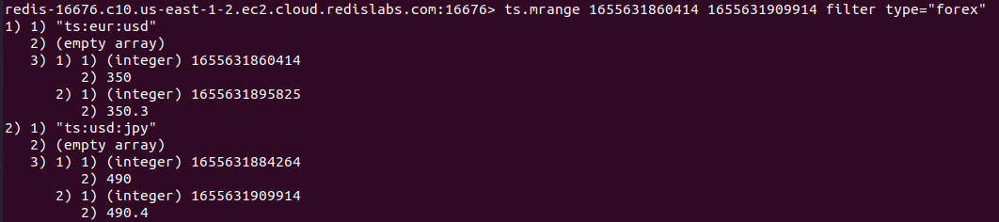 redis-16676.c10.us-east-1-2.ec2.cloud.redislabs.com:16676> ts.mrange 1655631860414 1655631909914 filter type="forex"
1) 1) "ts:eur:usd"
   2) (empty array)
   3) 1) 1) (integer) 1655631860414
         2) 350
      2) 1) (integer) 1655631895825
         2) 350.3
2) 1) "ts:usd:jpy"
   2) (empty array)
   3) 1) 1) (integer) 1655631884264
         2) 490
      2) 1) (integer) 1655631909914
         2) 490.4